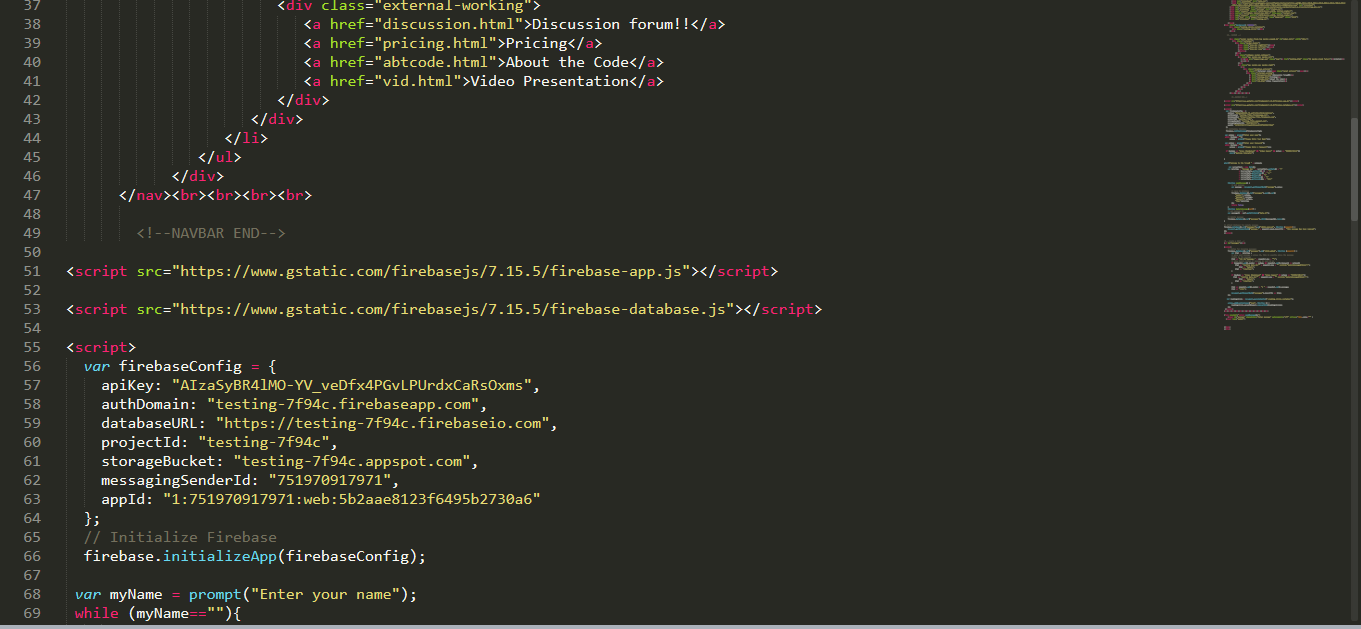 37 <div class="external-working">
38 <a href="discussion.html">Discussion forum!!</a>
39 <a href="pricing.html">Pricing</a>
40 <a href="abtcode.html">About the Code</a>
41 <a href="vid.html">Video Presentation</a>
42 </div>
43 </div>
44 </li>
45 </ul>
46 </div>
47 </nav><br><br><br><br>
48
49 <!--NAVBAR END-->
50
51 <script src="https://www.gstatic.com/firebasejs/7.15.5/firebase-app.js"></script>
52
53 <script src="https://www.gstatic.com/firebasejs/7.15.5/firebase-database.js"></script>
54
55 <script>
56 var firebaseConfig = {
57 apiKey: "AIzaSyBR4lMO-YV_veDfx4PGvLPUrdxCaRsOxms",
58 authDomain: "testing-7f94c.firebaseapp.com",
59 databaseURL: "https://testing-7f94c.firebaseio.com",
60 projectId: "testing-7f94c",
61 storageBucket: "testing-7f94c.appspot.com",
62 messagingSenderId: "751970917971",
63 appId: "1:751970917971:web:5b2aae8123f6495b2730a6"
64 };
65 // Initialize Firebase
66 firebase.initializeApp(firebaseConfig);
67
68 var myName = prompt("Enter your name");
69 while (myName==""){